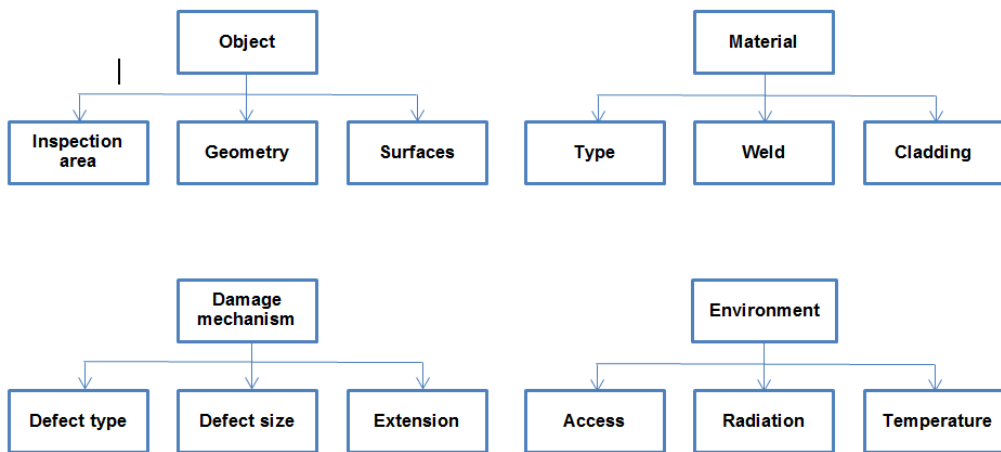 Object
Material
Inspection
area
Geometry
Surfaces
Type
Weld
Cladding
Damage
mechanism
Environment
Defect type
Defect size
Extension
Access
Radiation
Temperature